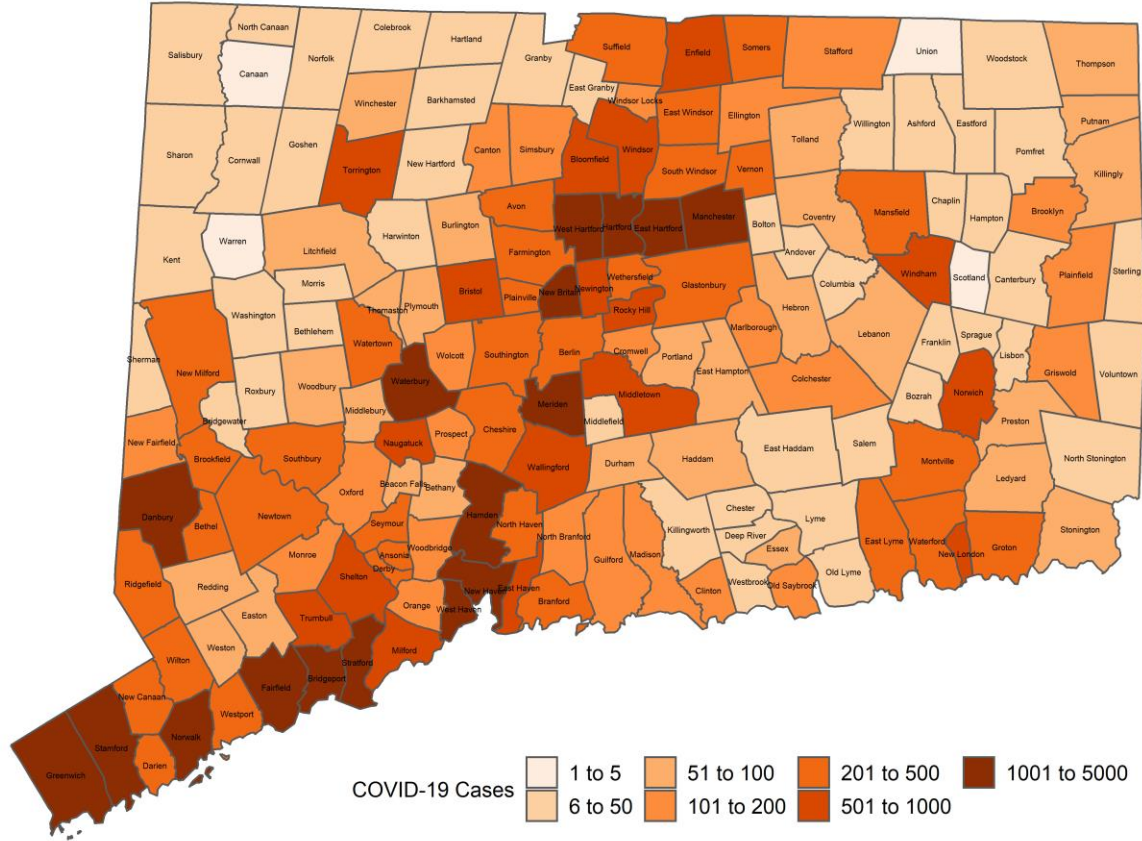 North Canaan
Colebrook
Hartland
Salisbury
Norfolk
Canaan
Granby
Suffield
Enfield
Somers
Stafford
Union
Woodstock
Thompson
East Granby
Windsor Locks
Winchester
Barkhamsted
East Windsor
Ellington
Putnam
Sharon
Cornwall
Goshen
Torrington
New Hartford
Canton
Simsbury
Bloomfield
Windsor
Tolland
Willington
Ashford
Eastford
Pomfret
Killingly
South Windsor
Vernon
Avon
Mansfield
Chaplin
Hampton
Brooklyn
Kent
Warren
Litchfield
Harwinton
Burlington
West Hartford
Hartford
East Hartford
Manchester
Bolton
Coventry
Andover
Farmington
Columbia
Windham
Scotland
Canterbury
Plainfield
Sterling
Morris
Bristol
Plainville
New Britain
Newington
Wethersfield
Glastonbury
Rocky Hill
Hebron
Washington
Bethlehem
Thomaston
Plymouth
Marlborough
Lebanon
Franklin
Sprague
Lisbon
Voluntown
Griswold
Sherman
New Milford
Watertown
Wolcott
Southington
Berlin
Cromwell
Portland
East Hampton
Colchester
Bozrah
Norwich
Preston
Bridgewater
Roxbury
Woodbury
Waterbury
Middlebury
Meriden
Middletown
Middlefield
Cheshire
Prospect
Naugatuck
New Fairfield
Brookfield
Southbury
Wallingford
Durham
Haddam
East Haddam
Salem
Montville
North Stonington
Ledyard
Danbury
Bethel
Newtown
Oxford
Beacon Falls
Bethany
Hamden
North Haven
Seymour
Killingworth
Chester
Deep River
Lyme
Stonington
Ridgefield
Redding
Monroe
Ansonia
Derby
Woodbridge
North Branford
Guilford
Madison
Essex
East Lyme
Waterford
New London
Groton
Shelton
Orange
New Haven
East Haven
Branford
Clinton
Westbrook
Old Saybrook
Old Lyme
Easton
Trumbull
West Haven
Milford
Weston
Wilton
Stratford
Bridgeport
Fairfield
New Canaan
Westport
Norwalk
Stamford
Darien
Greenwich
COVID-19 Cases
1 to 5
51 to 100
201 to 500
1001 to 5000
6 to 50
101 to 200
501 to 1000